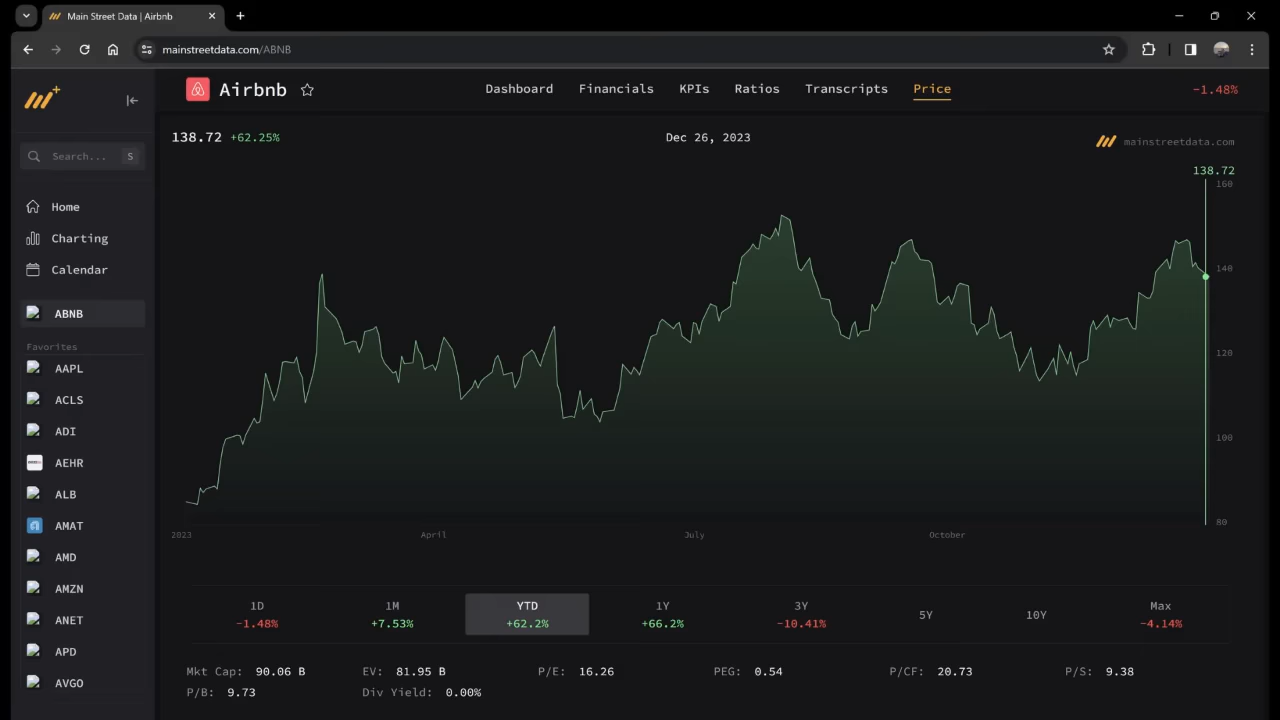 Main Street Data | Airbnb
mainstreetdata.com/ABNB
Airbnb
Dashboard Financials KPIs Ratios Transcripts Price
-1.48%
Search... S
Home
Charting
Calendar
ABNB
Favorites
AAPL
ACLS
ADI
AEHR
ALB
AMAT
AMD
AMZN
ANET
APD
AVGO
138.72 +62.25%
Dec 26, 2023
mainstreetdata.com
138.72
160
140
120
100
80
2023 April July October
1D 1M YTD 1Y 3Y 5Y 10Y Max
-1.48% +7.53% +62.2% +66.2% -10.41% -4.14%
Mkt Cap: 90.06 B EV: 81.95 B P/E: 16.26 PEG: 0.54 P/CF: 20.73 P/S: 9.38
P/B: 9.73 Div Yield: 0.00%